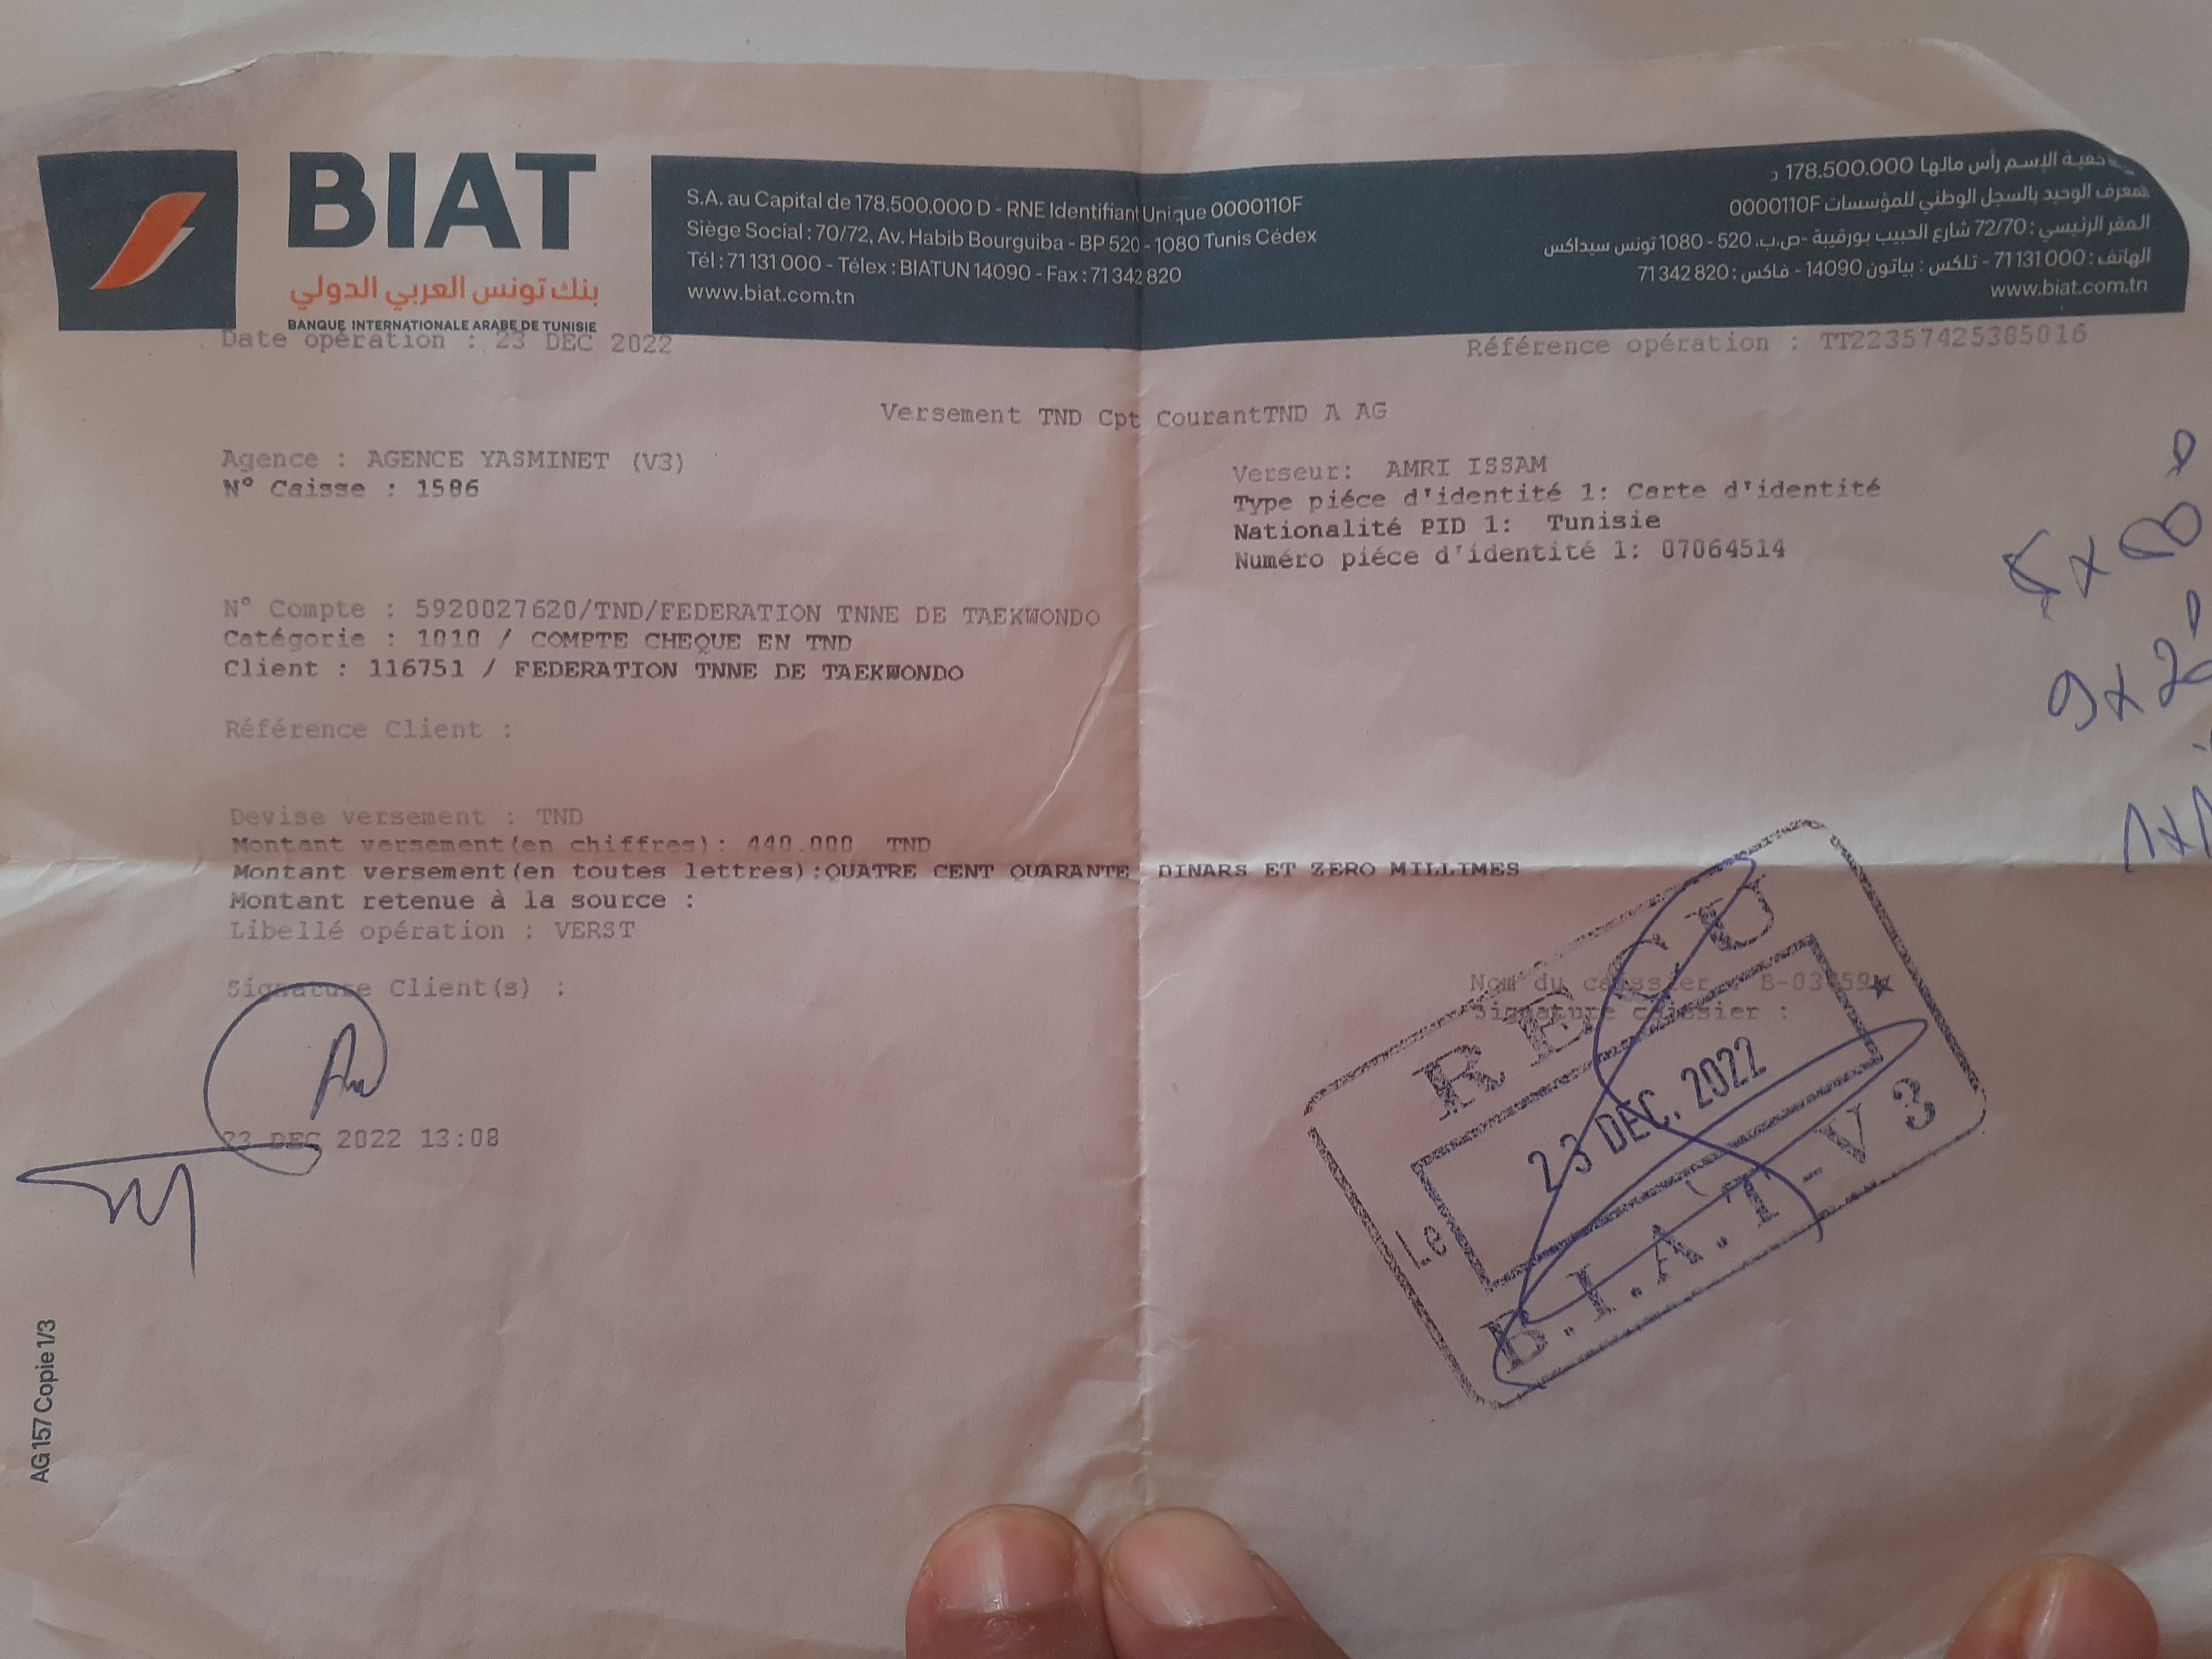 BIAT
بنك تونس العربي الدولي
BANQUE INTERNATIONALE ARABE DE TUNISIE
S.A. au Capital de 178.500.000 D - RNE Identifiant Unique 0000110F
Siège Social : 70/72, Av. Habib Bourguiba - BP 520 - 1080 Tunis Cédex
Tél : 71 131 000 - Télex : BIATUN 14090 - Fax : 71 342 820
www.biat.com.tn
خفية الإسم رأس مالها 178.500.000 د
المعرف الوحيد بالسجل الوطني للمؤسسات 0000110F
المقر الرئيسي : 72/70 شارع الحبيب بورقيبة -ص.ب. 520 - 1080 تونس سيداكس
الهاتف : 71 131 000 - تلكس : بياتون 14090 - فاكس : 71 342 820
www.biat.com.tn
Date opération : 23 DEC 2022
Référence opération : TT22357425385016
Versement TND Cpt CourantTND A AG
Agence : AGENCE YASMINET (V3)
N° Caisse : 1586
Verseur: AMRI ISSAM
Type piéce d'identité 1: Carte d'identité
Nationalité PID 1: Tunisie
Numéro piéce d'identité 1: 07064514
N° Compte : 5920027620/TND/FEDERATION TNNE DE TAEKWONDO
Catégorie : 1010 / COMPTE CHEQUE EN TND
Client : 116751 / FEDERATION TNNE DE TAEKWONDO
Référence Client :
Devise versement : TND
Montant versement(en chiffres): 440.000 TND
Montant versement(en toutes lettres):QUATRE CENT QUARANTE DINARS ET ZERO MILLIMES
Montant retenue à la source :
Libellé opération : VERST
Signature Client(s) :
Nom du caissier :
Signature caissier :
23 DEC 2022 13:08
RECU
Le 23 DEC. 2022
B.I.A.T-V3
AG 157 Copie 1/3